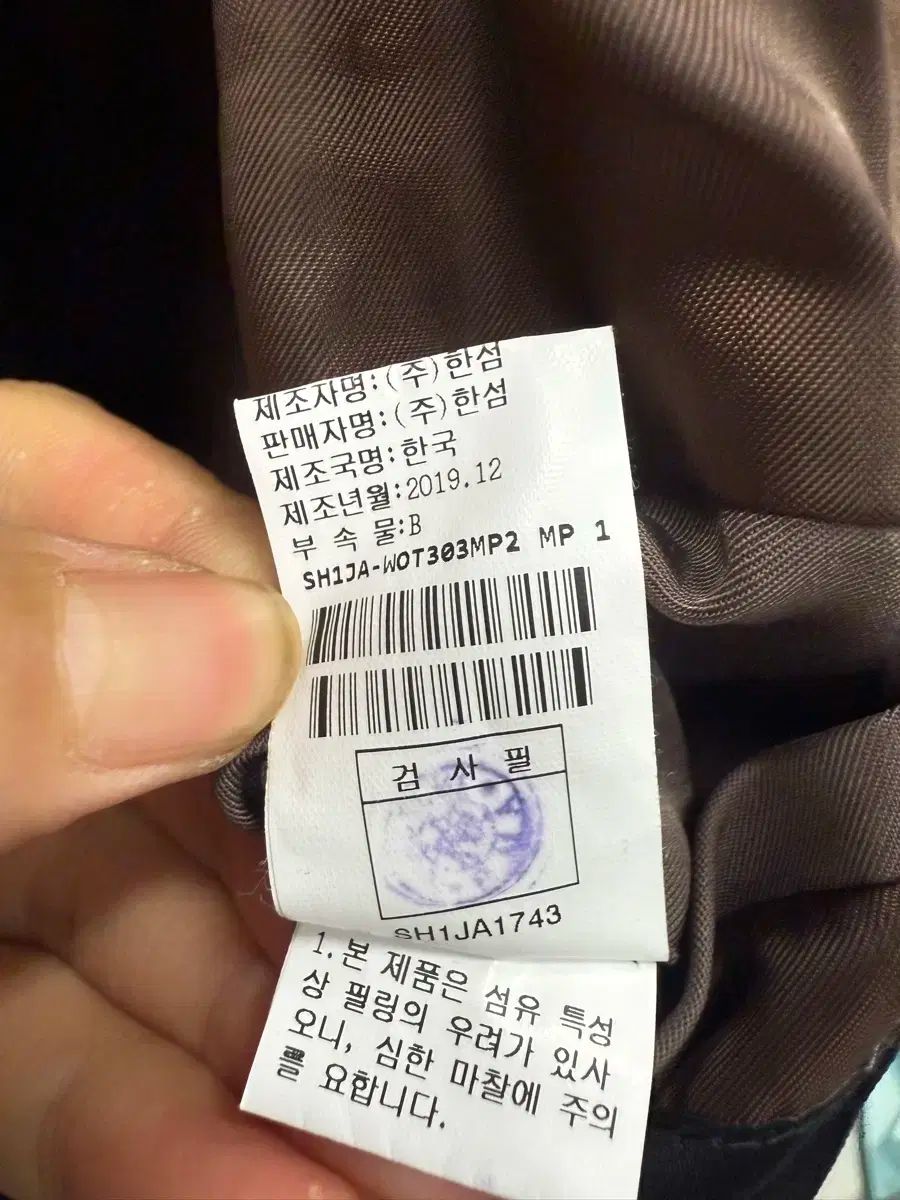 제조자명:(주)한섬
판매자명:(주)한섬
제조국명:한국
제조년월:2019.12
부 속 물:B
SH1JA-WOT303MP2 MP 1
검 사 필
SH1JA1743
1.본 제품은 섬유 특성
상 필링의 우려가 있사
오니, 심한 마찰에 주의
를 요합니다.